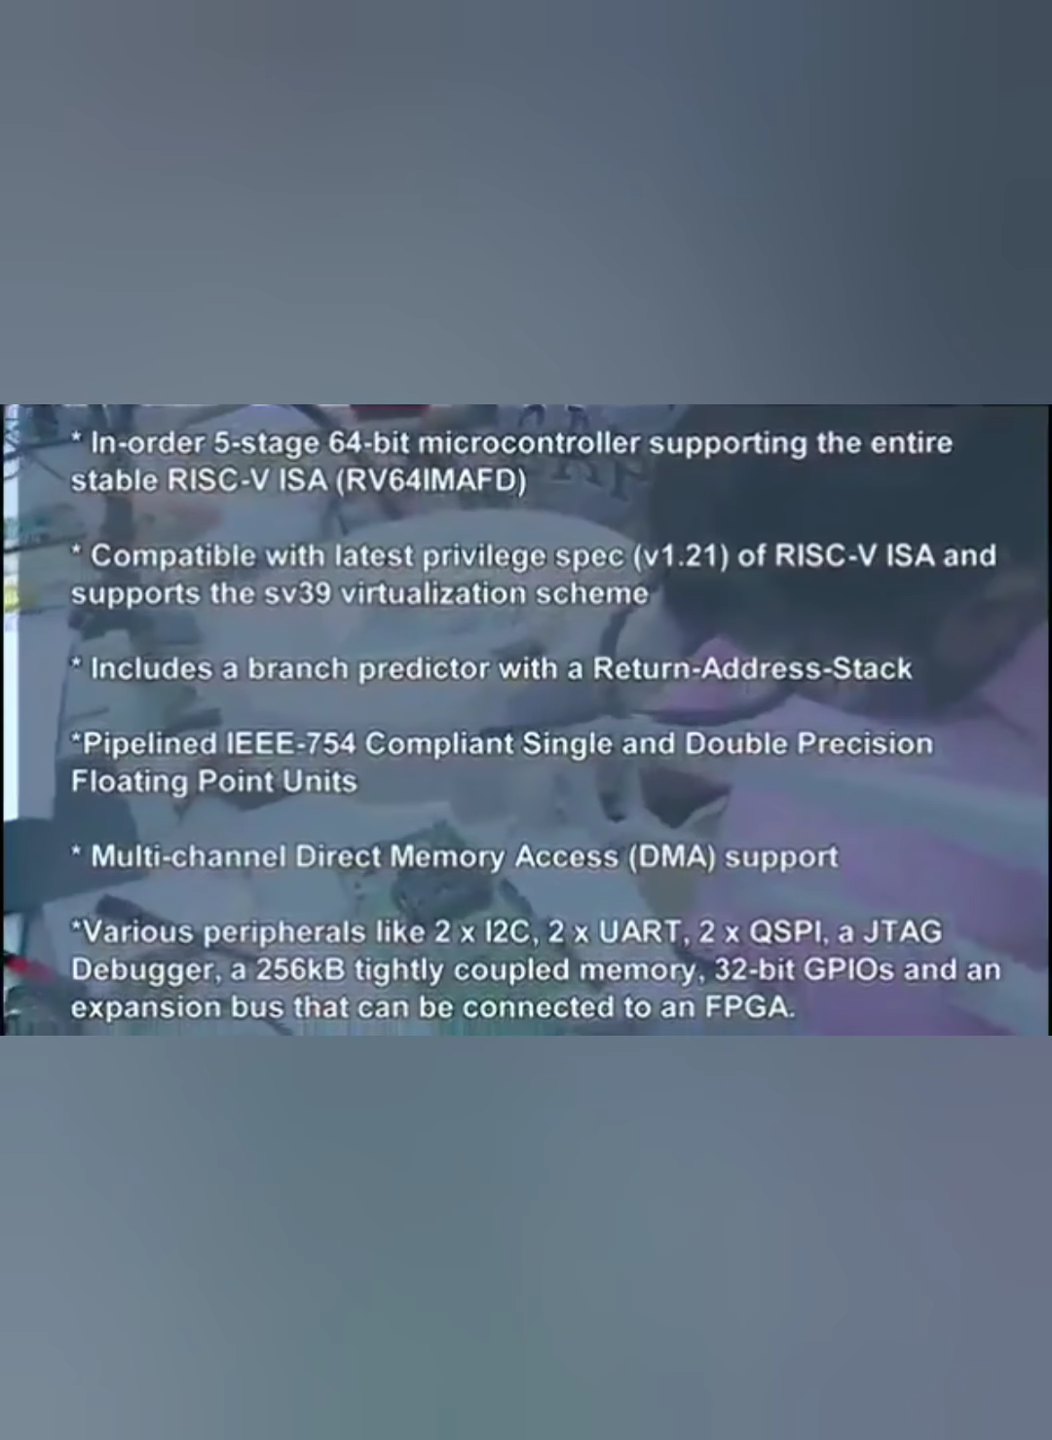 * In-order 5-stage 64-bit microcontroller supporting the entire
stable RISC-V ISA (RV64IMAFD)
* Compatible with latest privilege spec (v1.21) of RISC-V ISA and
supports the sv39 virtualization scheme
* Includes a branch predictor with a Return-Address-Stack
*Pipelined IEEE-754 Compliant Single and Double Precision
Floating Point Units
* Multi-channel Direct Memory Access (DMA) support
*Various peripherals like 2 x I2C, 2 x UART, 2 x QSPI, a JTAG
Debugger, a 256kB tightly coupled memory, 32-bit GPIOs and an
expansion bus that can be connected to an FPGA.